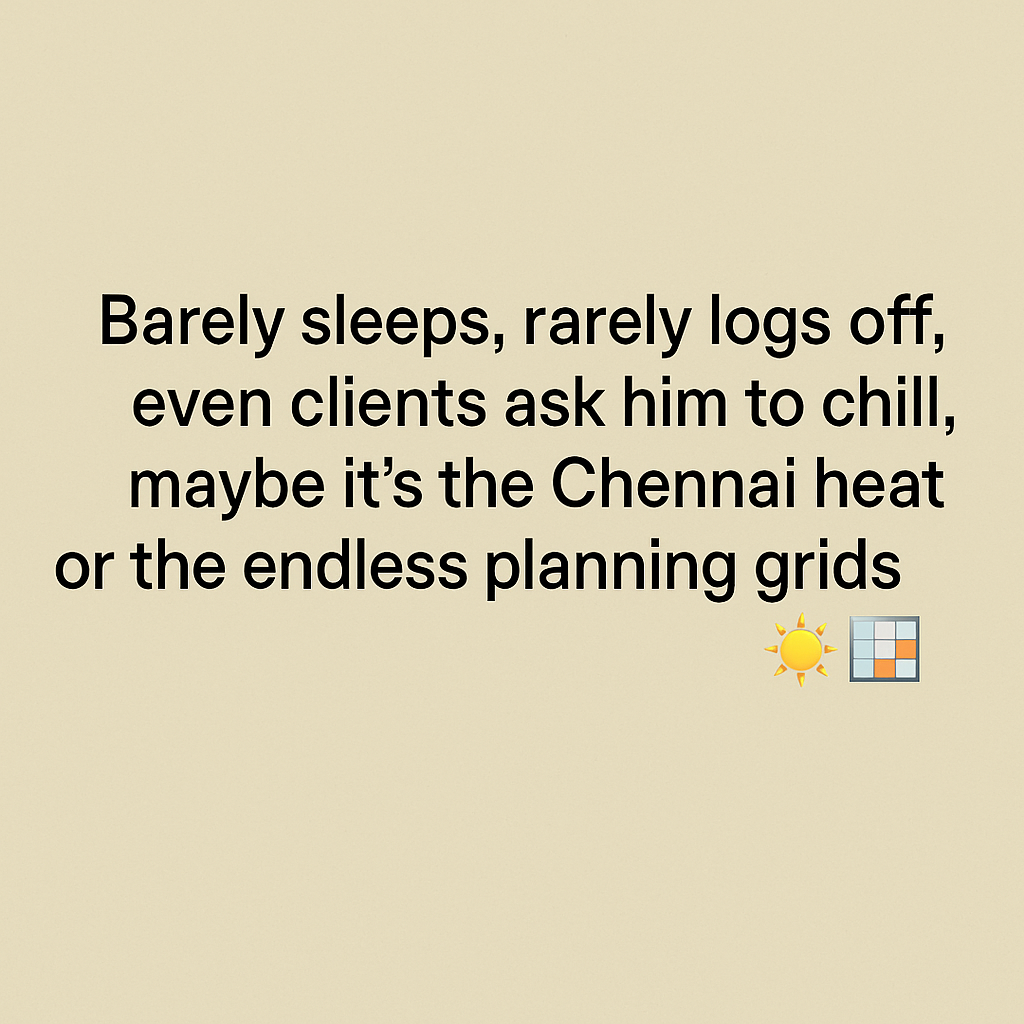 Barely sleeps, rarely logs off,
even clients ask him to chill,
maybe it’s the Chennai heat
or the endless planning grids